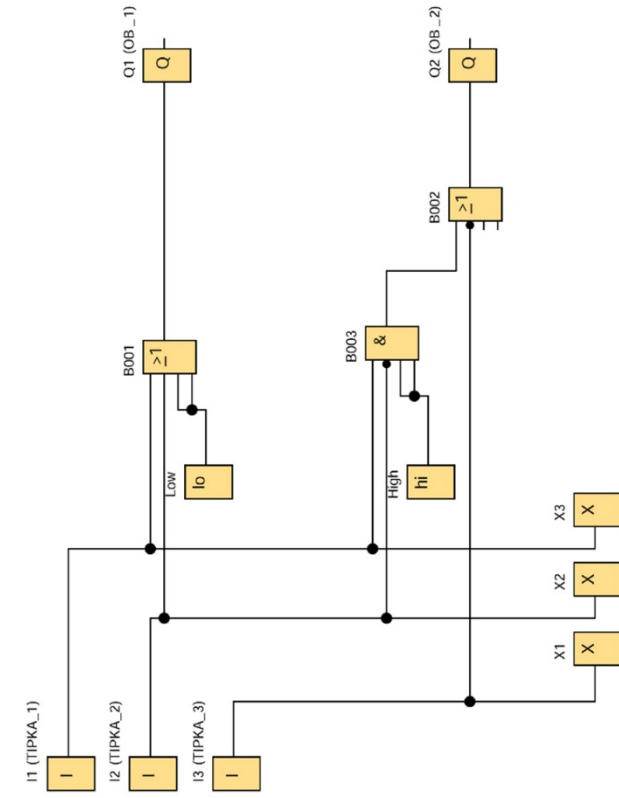 I1 (TIPKA_1)
I
I2 (TIPKA_2)
I
I3 (TIPKA_3)
I
X1
X
X2
X
X3
X
Low
lo
High
hi
B001
≥1
B003
&
B002
≥1
Q1 (OB_1)
Q
Q2 (OB_2)
Q